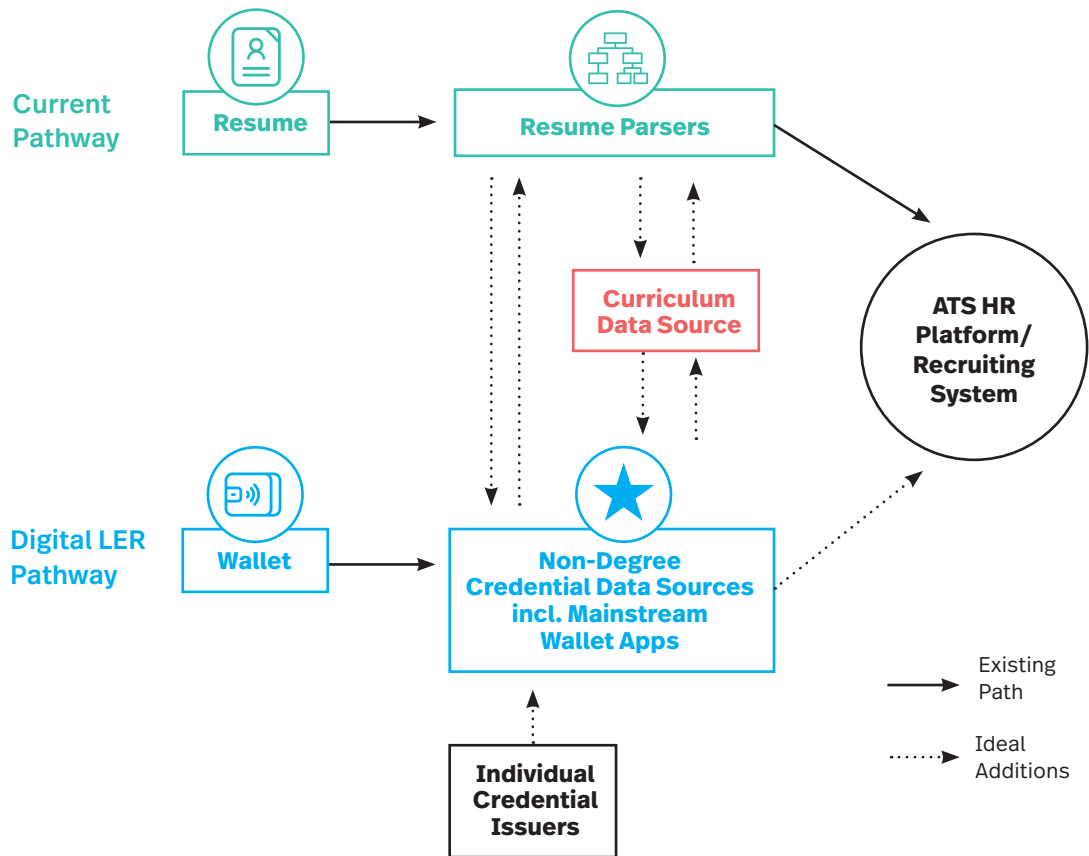 Current
Pathway
Resume
Resume Parsers
Curriculum
Data Source
ATS HR
Platform/
Recruiting
System
Digital LER
Pathway
Wallet
Non-Degree
Credential Data Sources
incl. Mainstream
Wallet Apps
Individual
Credential
Issuers
Existing
Path
Ideal
Additions